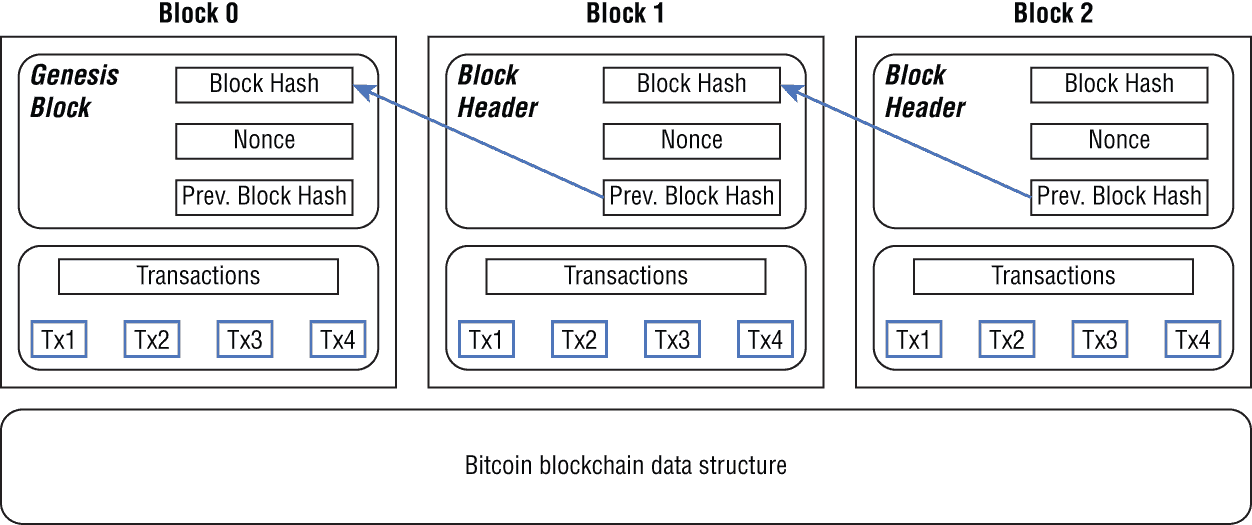 Block 0
Block 1
Block 2
Genesis
Block
Block Hash
Nonce
Prev. Block Hash
Block
Header
Block Hash
Nonce
Prev. Block Hash
Block
Header
Block Hash
Nonce
Prev. Block Hash
Transactions
Tx1 Tx2 Tx3 Tx4
Transactions
Tx1 Tx2 Tx3 Tx4
Transactions
Tx1 Tx2 Tx3 Tx4
Bitcoin blockchain data structure